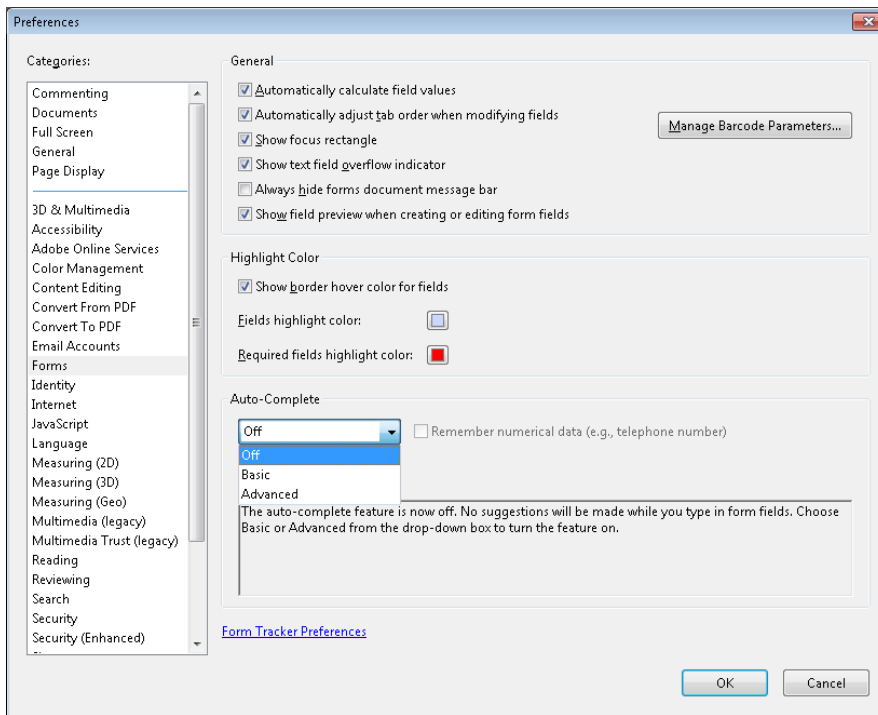 Preferences
Categories:
Commenting
Documents
Full Screen
General
Page Display
3D & Multimedia
Accessibility
Adobe Online Services
Color Management
Content Editing
Convert From PDF
Convert To PDF
Email Accounts
Forms
Identity
Internet
JavaScript
Language
Measuring (2D)
Measuring (3D)
Measuring (Geo)
Multimedia (legacy)
Multimedia Trust (legacy)
Reading
Reviewing
Search
Security
Security (Enhanced)
General
Automatically calculate field values
Automatically adjust tab order when modifying fields
Show focus rectangle
Show text field overflow indicator
Always hide forms document message bar
Show field preview when creating or editing form fields
Manage Barcode Parameters...
Highlight Color
Show border hover color for fields
Fields highlight color:
Required fields highlight color:
Auto-Complete
Off
Remember numerical data (e.g., telephone number)
Off
Basic
Advanced
The auto-complete feature is now off. No suggestions will be made while you type in form fields. Choose
Basic or Advanced from the drop-down box to turn the feature on.
Form Tracker Preferences
OK
Cancel